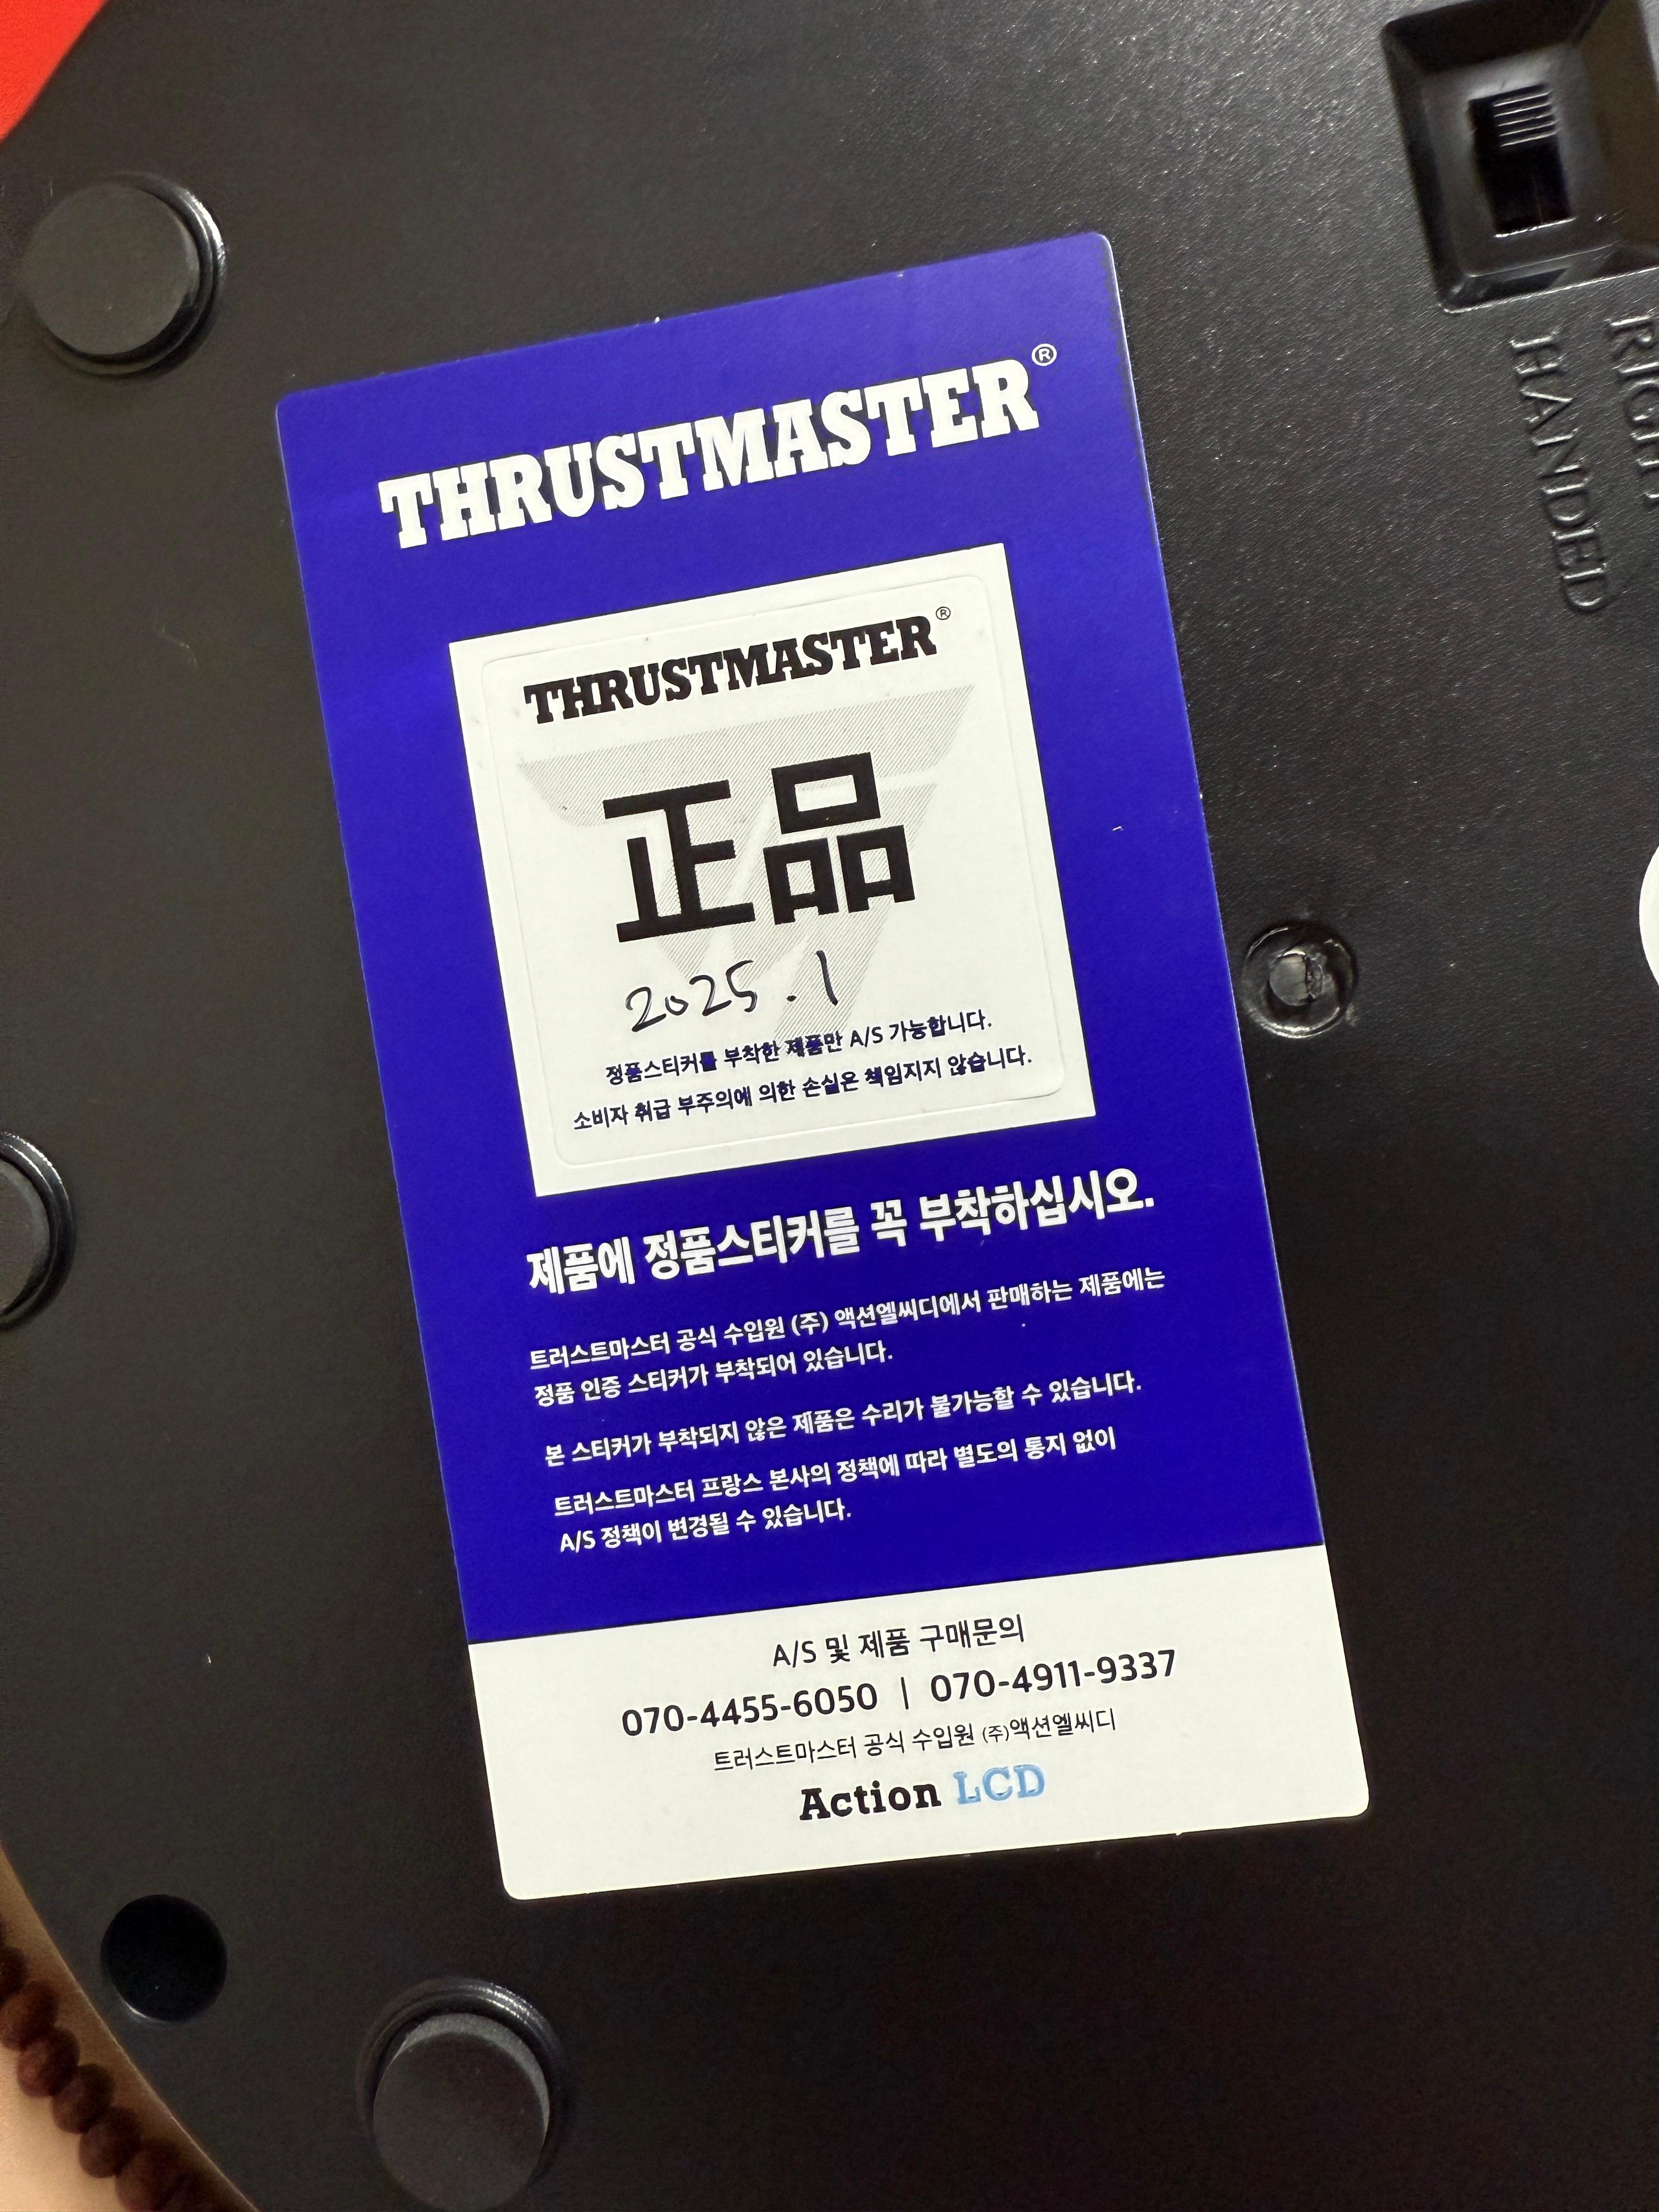 THRUSTMASTER®
THRUSTMASTER®
正品
2025.1
정품스티커를 부착한 제품만 A/S 가능합니다.
소비자 취급 부주의에 의한 손실은 책임지지 않습니다.
제품에 정품스티커를 꼭 부착하십시오.
트러스트마스터 공식 수입원 (주) 액션엘씨디에서 판매하는 제품에는
정품 인증 스티커가 부착되어 있습니다.
본 스티커가 부착되지 않은 제품은 수리가 불가능할 수 있습니다.
트러스트마스터 프랑스 본사의 정책에 따라 별도의 통지 없이
A/S 정책이 변경될 수 있습니다.
A/S 및 제품 구매문의
070-4455-6050 | 070-4911-9337
트러스트마스터 공식 수입원 (주)액션엘씨디
Action LCD
RIGHT
HANDED